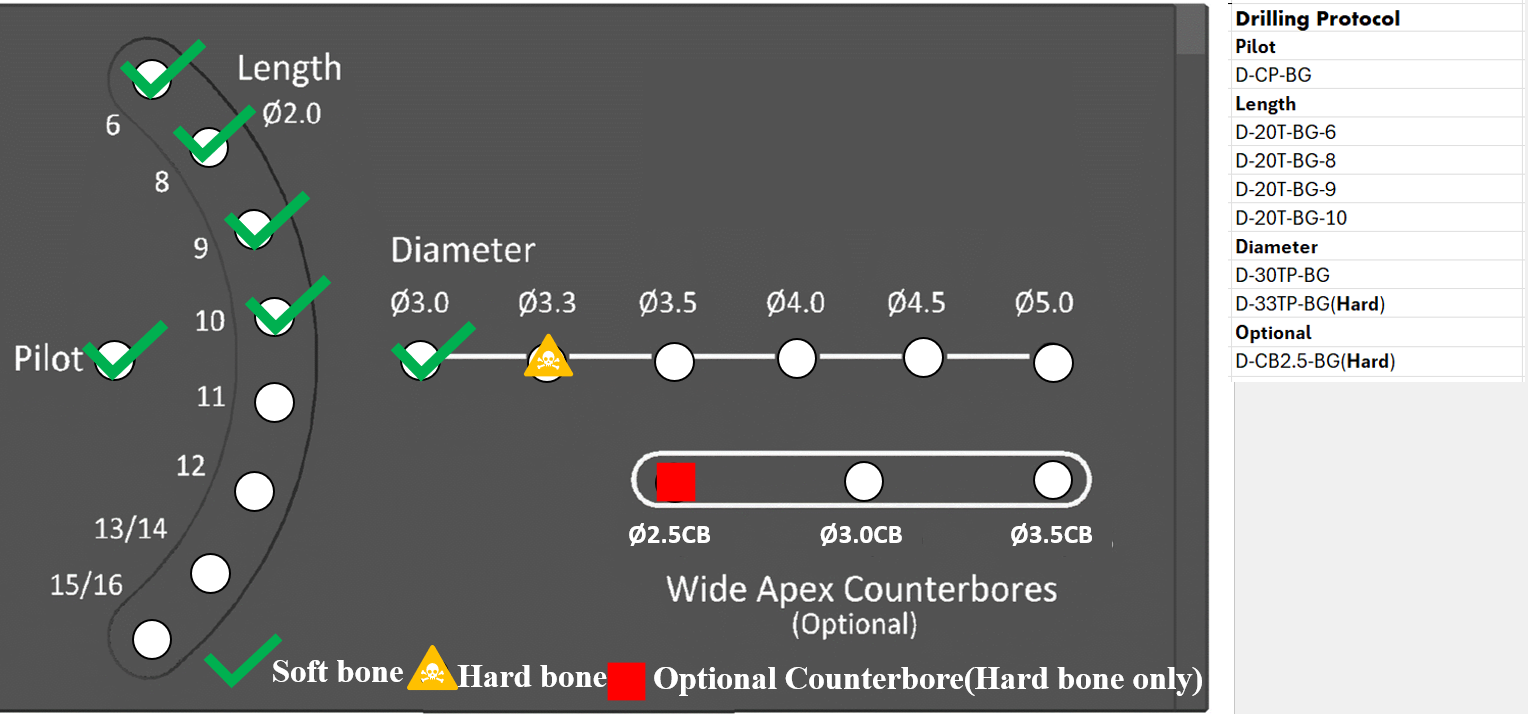 Length
Ø2.0
6
8
9
10
Pilot
11
12
13/14
15/16
Diameter
Ø3.0 Ø3.3 Ø3.5 Ø4.0 Ø4.5 Ø5.0
Ø2.5CB Ø3.0CB Ø3.5CB
Wide Apex Counterbores
(Optional)
Soft bone Hard bone Optional Counterbore(Hard bone only)
Drilling Protocol
Pilot
D-CP-BG
Length
D-20T-BG-6
D-20T-BG-8
D-20T-BG-9
D-20T-BG-10
Diameter
D-30TP-BG
D-33TP-BG(Hard)
Optional
D-CB2.5-BG(Hard)